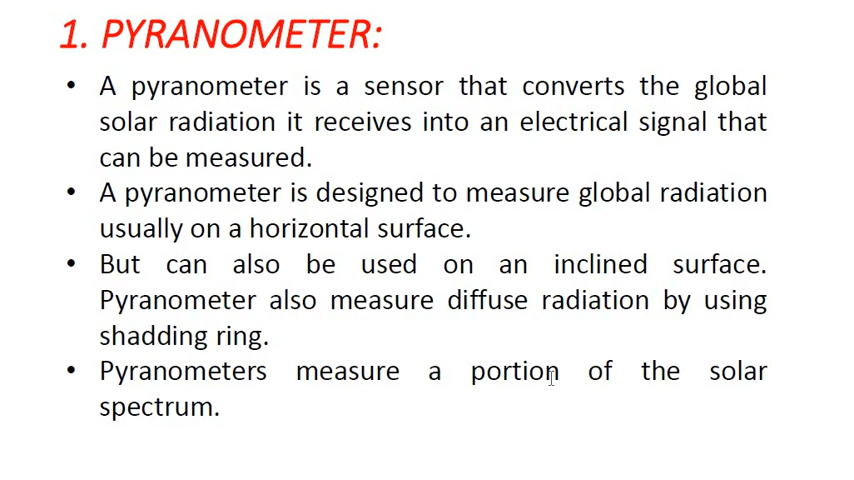 1. PYRANOMETER:
• A pyranometer is a sensor that converts the global
solar radiation it receives into an electrical signal that
can be measured.
• A pyranometer is designed to measure global radiation
usually on a horizontal surface.
• But can also be used on an inclined surface.
Pyranometer also measure diffuse radiation by using
shadding ring.
• Pyranometers measure a portion of the solar
spectrum.